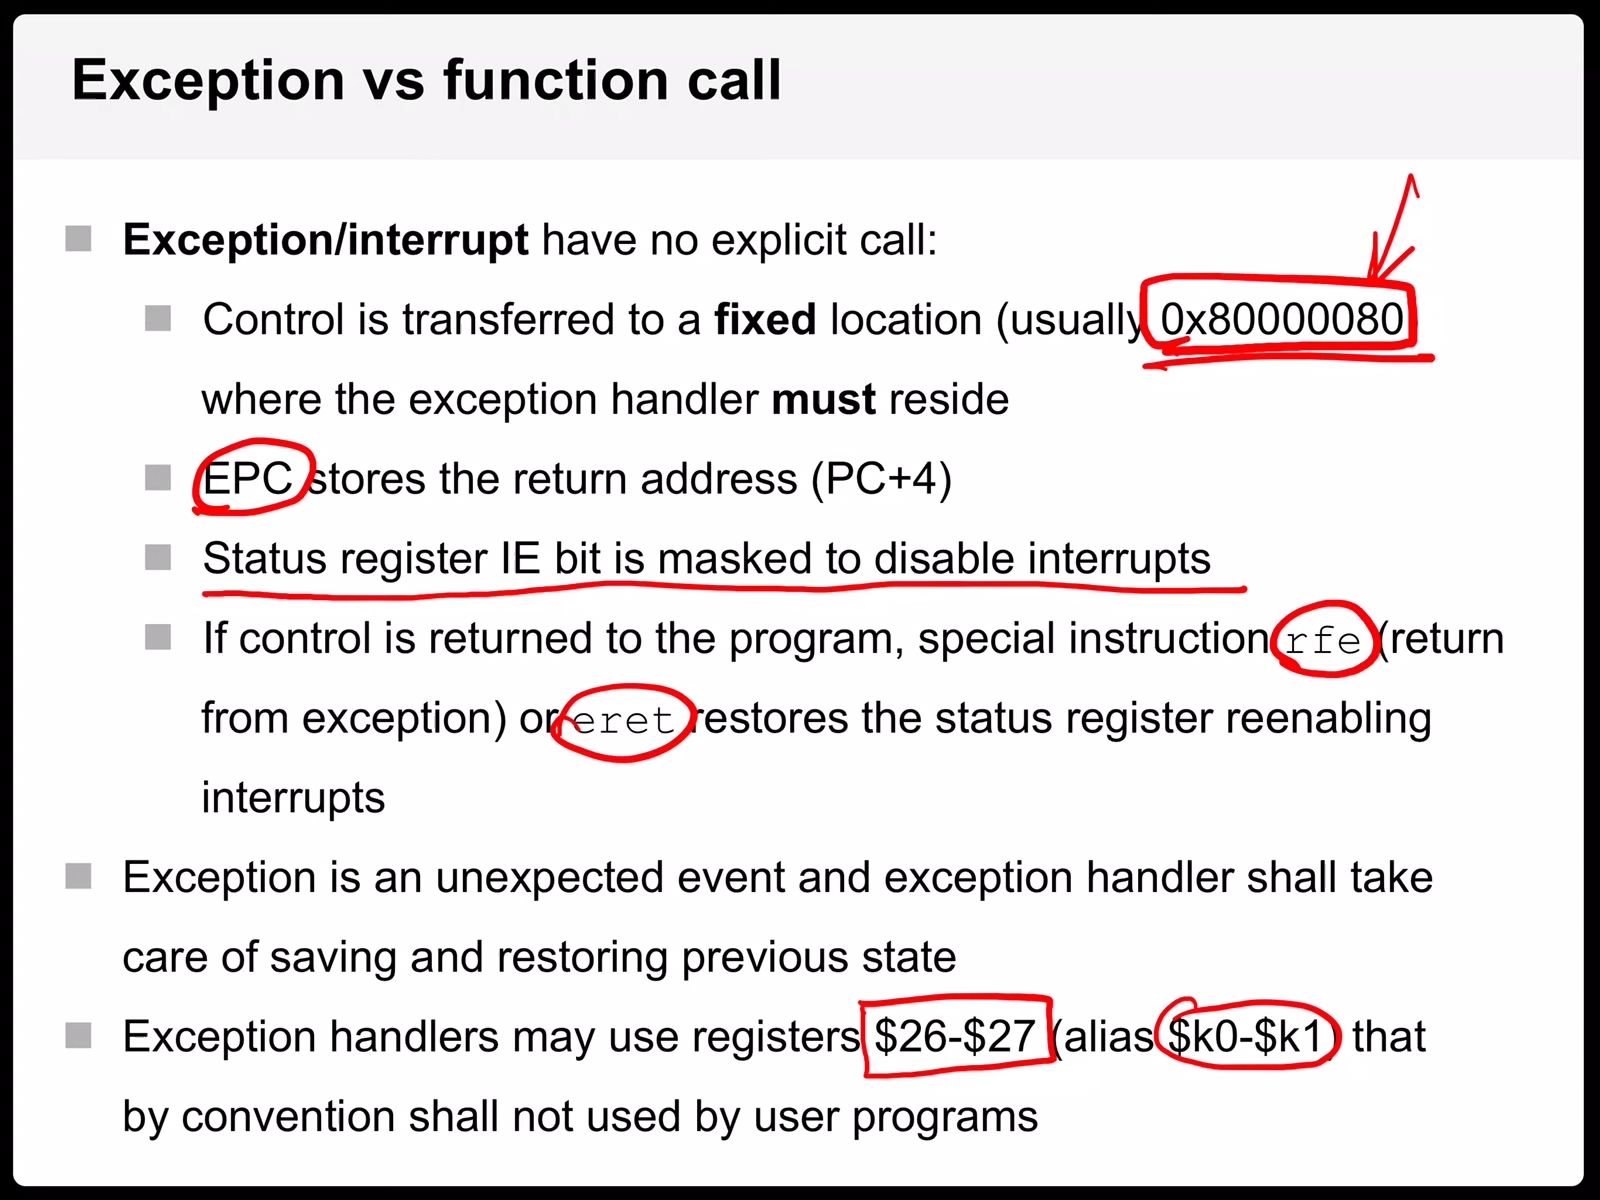 Exception vs function call
Exception/interrupt have no explicit call:
Control is transferred to a fixed location (usually 0x80000080
where the exception handler must reside
EPC stores the return address (PC+4)
Status register IE bit is masked to disable interrupts
If control is returned to the program, special instruction rfe (return
from exception) or eret restores the status register reenabling
interrupts
Exception is an unexpected event and exception handler shall take
care of saving and restoring previous state
Exception handlers may use registers $26-$27 (alias $k0-$k1) that
by convention shall not used by user programs